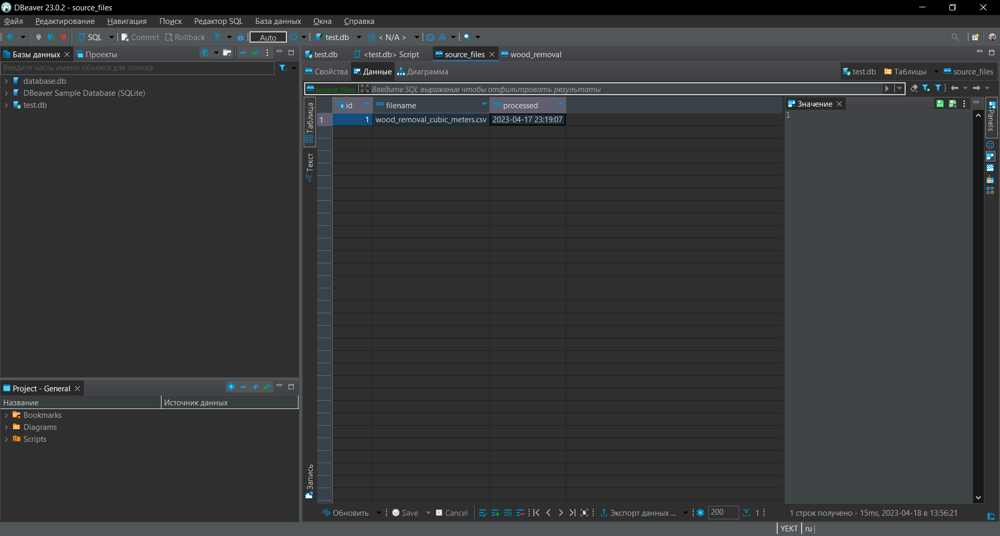 DBeaver 23.0.2 - source_files
Файл Редактирование Навигация Поиск Редактор SQL База данных Окна Справка
SQL Commit Rollback Auto test.db < N/A >
Базы данных Проекты
Введите часть имени объекта для поиска
database.db
DBeaver Sample Database (SQLite)
test.db
Project - General
Название Источник данных
Bookmarks
Diagrams
Scripts
test.db <test.db> Script source_files wood_removal
Свойства Данные Диаграмма test.db Таблицы source_files
source_files Введите SQL выражение чтобы отфильтровать результаты
Таблица
Текст
Запись
id ABC filename ABC processed
1 1 wood_removal_cubic_meters.csv 2023-04-17 23:19:07
Значение
1
Panels
Обновить Save Cancel Экспорт данных ... 200 1 1 строк получено - 15ms, 2023-04-18 в 13:56:21
YEKT ru